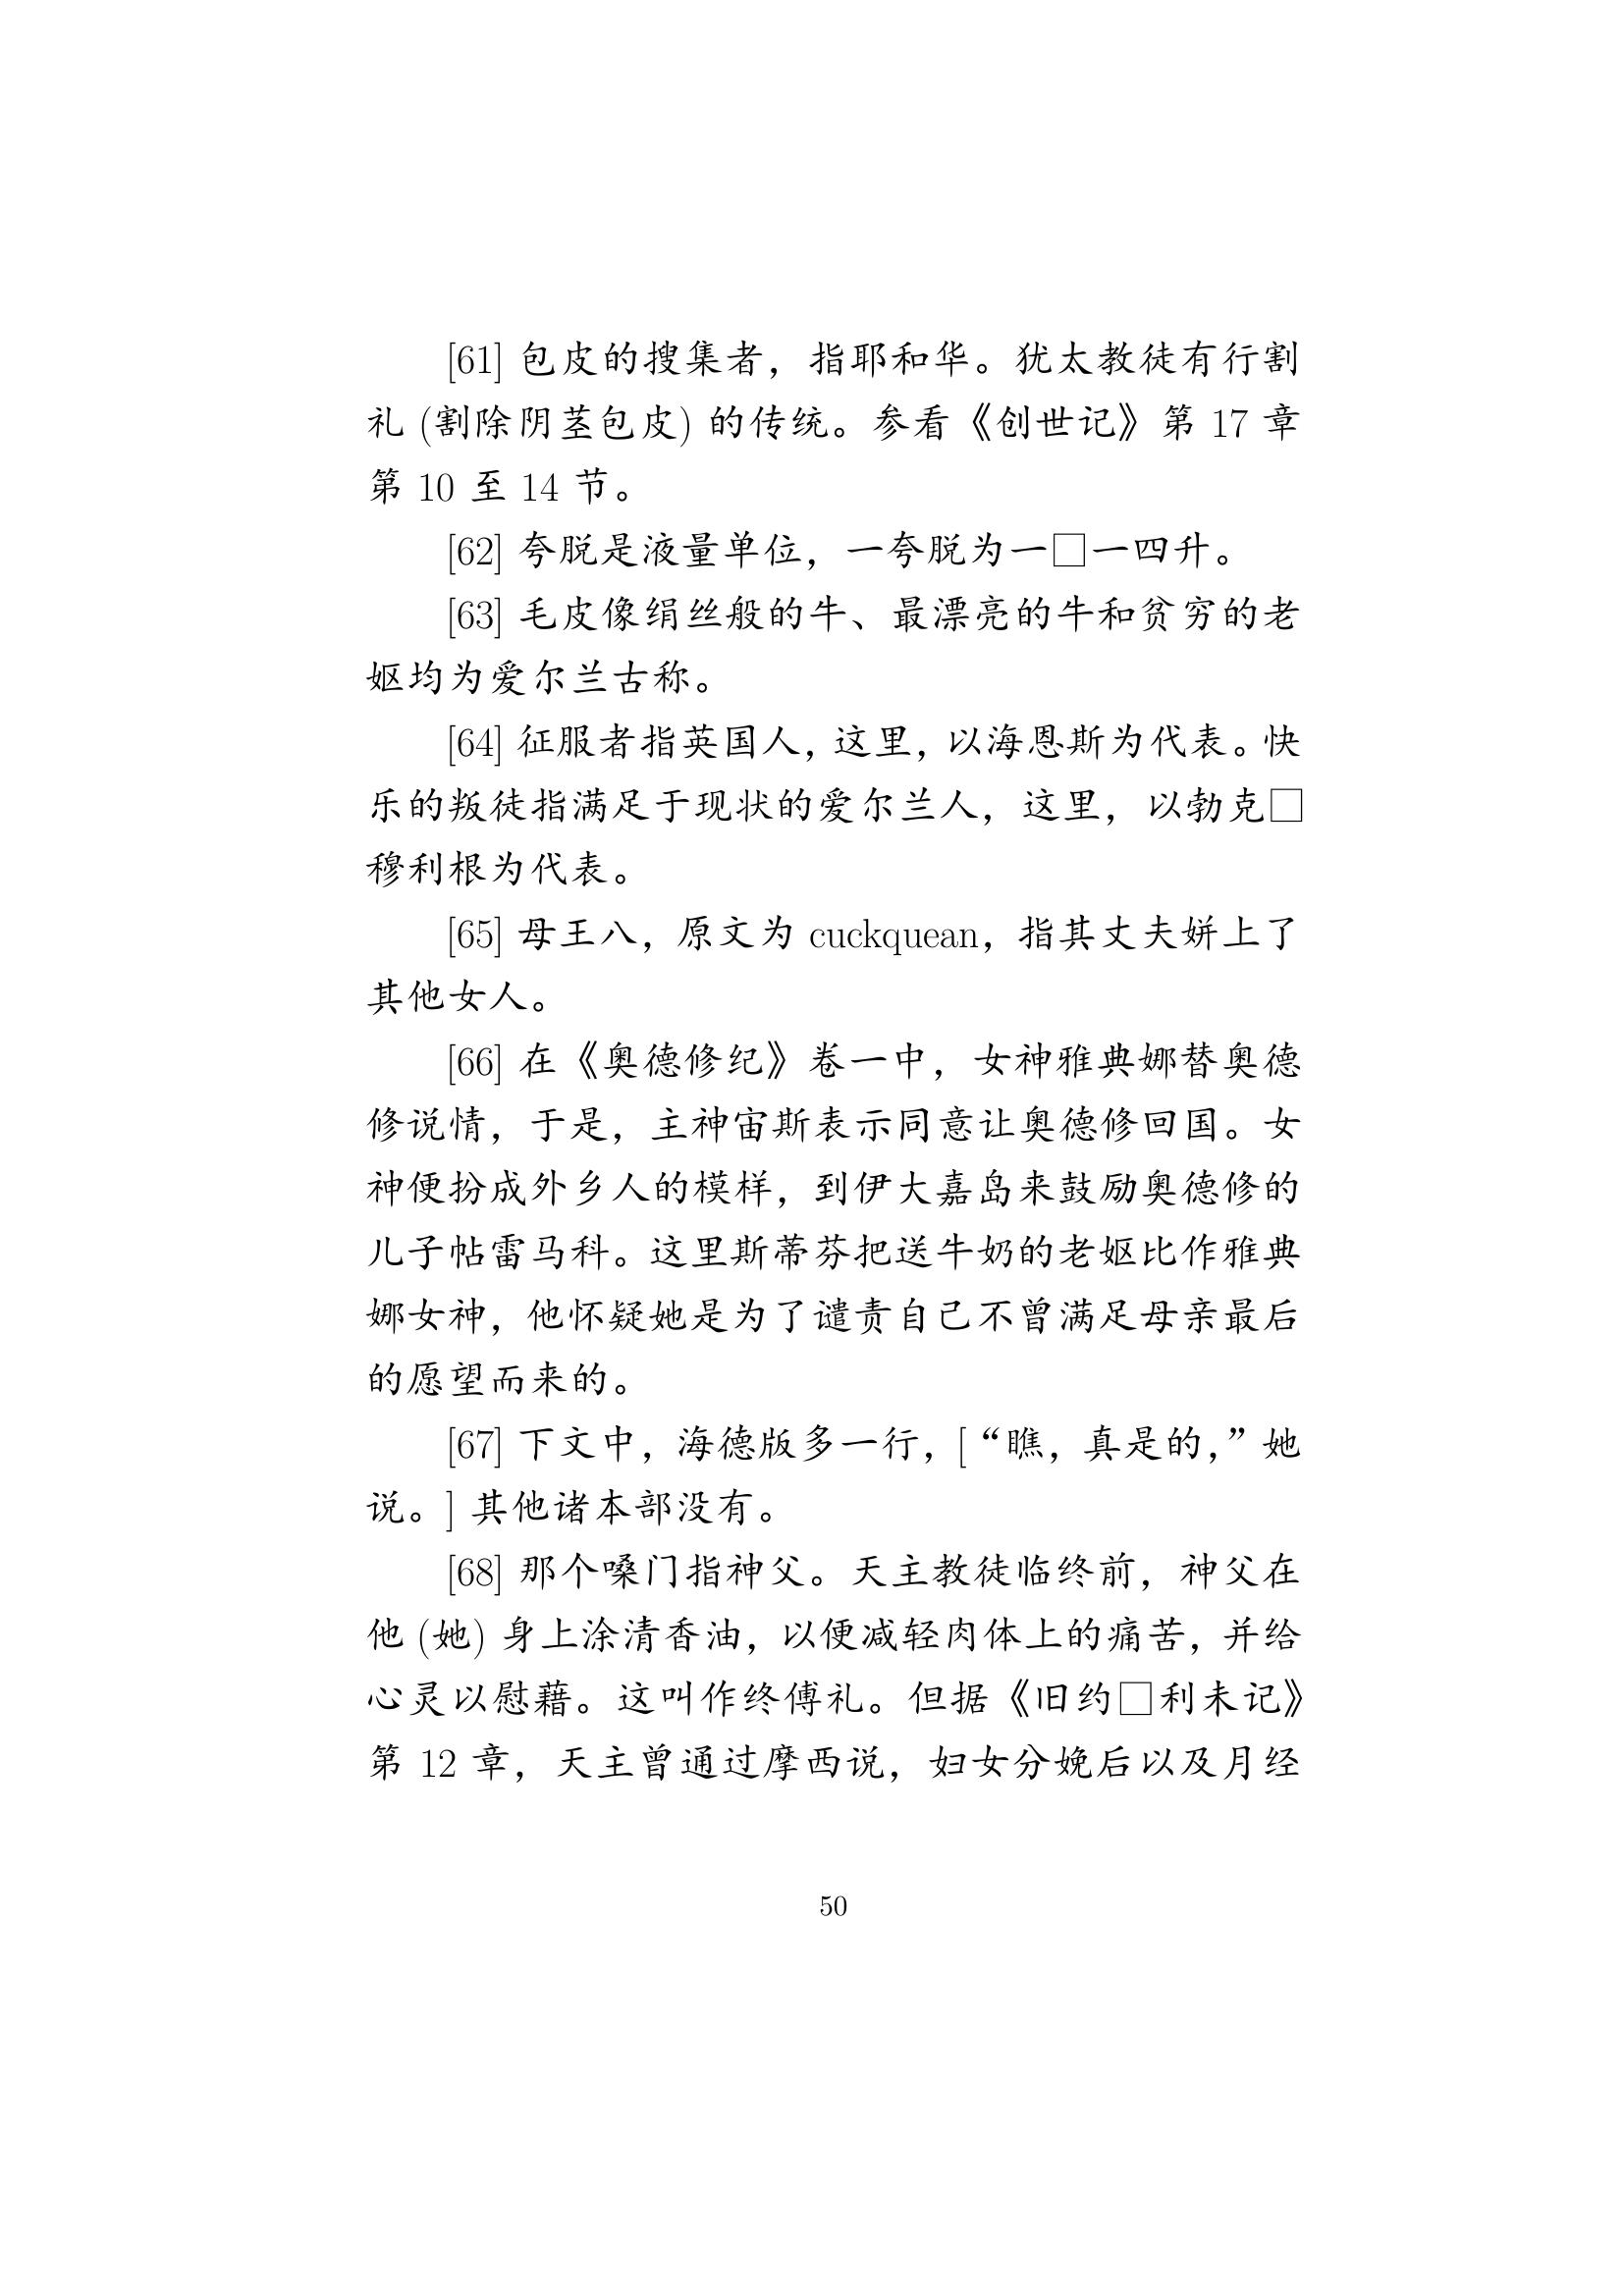 [61] 包皮的搜集者，指耶和华。犹太教徒有行割
礼 (割除阴茎包皮) 的传统。参看《创世记》第 17 章
第 10 至 14 节。
[62] 夸脱是液量单位，一夸脱为一□一四升。
[63] 毛皮像绢丝般的牛、最漂亮的牛和贫穷的老
妪均为爱尔兰古称。
[64] 征服者指英国人，这里，以海恩斯为代表。快
乐的叛徒指满足于现状的爱尔兰人，这里，以勃克□
穆利根为代表。
[65] 母王八，原文为 cuckquean，指其丈夫姘上了
其他女人。
[66] 在《奥德修纪》卷一中，女神雅典娜替奥德
修说情，于是，主神宙斯表示同意让奥德修回国。女
神便扮成外乡人的模样，到伊大嘉岛来鼓励奥德修的
儿子帖雷马科。这里斯蒂芬把送牛奶的老妪比作雅典
娜女神，他怀疑她是为了谴责自己不曾满足母亲最后
的愿望而来的。
[67] 下文中，海德版多一行，[“瞧，真是的，”她
说。] 其他诸本部没有。
[68] 那个嗓门指神父。天主教徒临终前，神父在
他 (她) 身上涂清香油，以便减轻肉体上的痛苦，并给
心灵以慰藉。这叫作终傅礼。但据《旧约□利未记》
第 12 章，天主曾通过摩西说，妇女分娩后以及月经
50